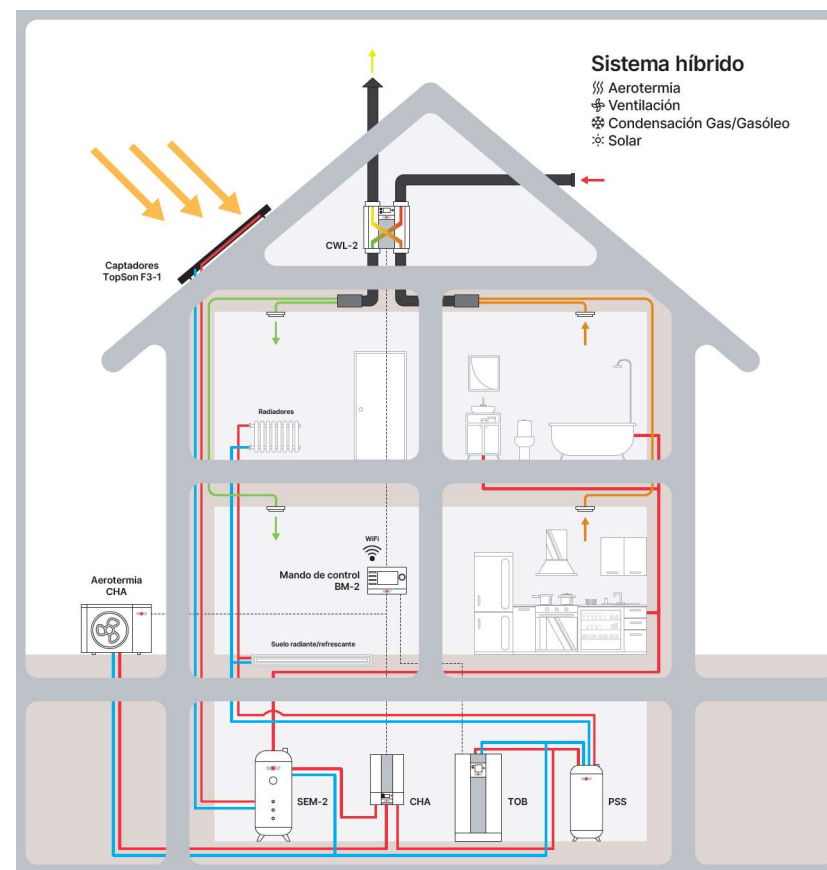 Sistema híbrido
Aerotermia
Ventilación
Condensación Gas/Gasóleo
Solar
CWL-2
Captadores
TopSon F3-1
Radiadores
WiFi
Mando de control
BM-2
Aerotermia
CHA
Suelo radiante/refrescante
SEM-2
CHA
TOB
PSS